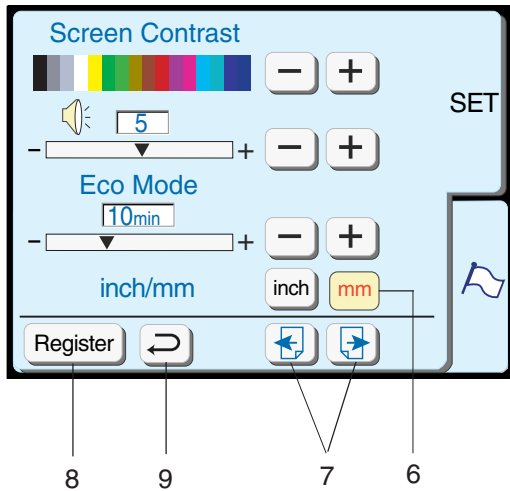 Screen Contrast
− +
SET
5
- + − +
Eco Mode
10min
- + − +
inch/mm inch mm
Register
8 9 7 6